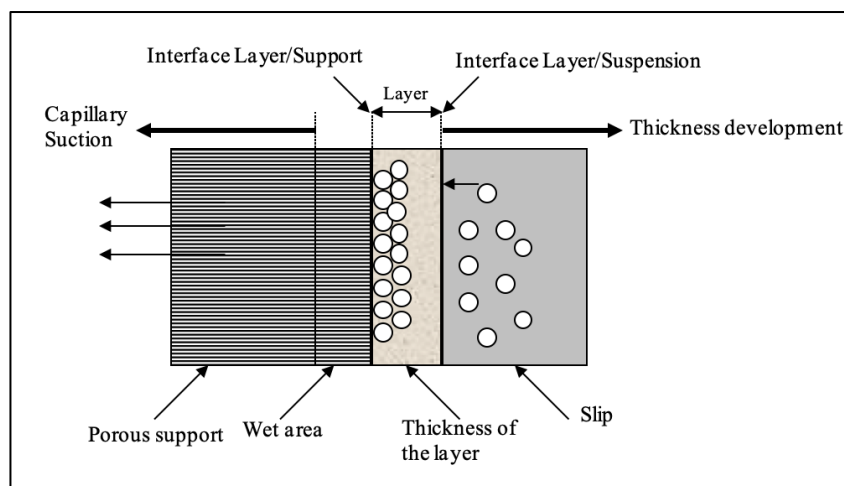 Interface Layer/Support
Interface Layer/Suspension
Layer
Capillary
Suction
Thickness development
Porous support
Wet area
Thickness of
the layer
Slip